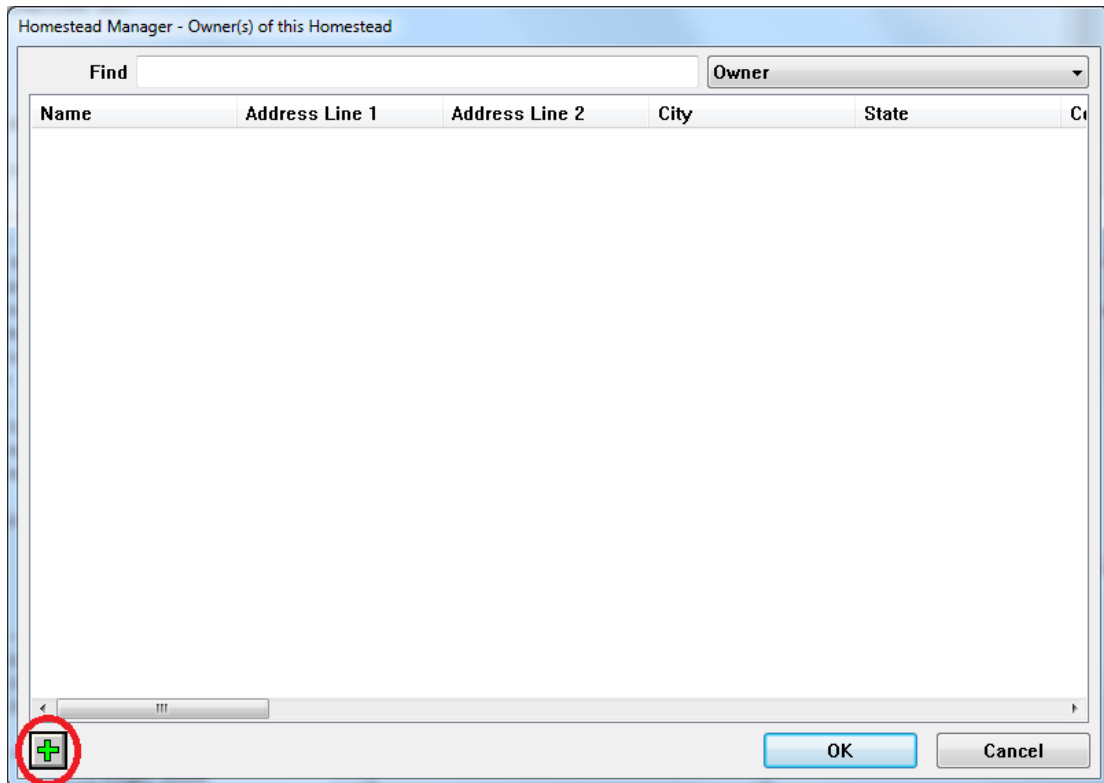 Homestead Manager - Owner(s) of this Homestead
Find Owner
Name Address Line 1 Address Line 2 City State
OK Cancel